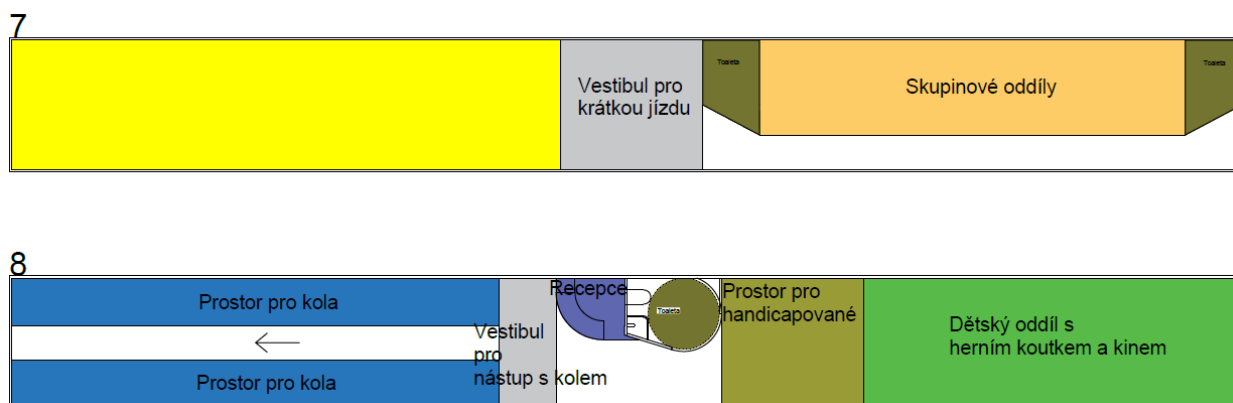 7
Vestibul pro
krátkou jízdu
Toaleta
Skupinové oddíly
Toaleta
8
Prostor pro kola
Prostor pro kola
Vestibul
pro
nástup s kolem
Recepce
Toaleta
Prostor pro
handicapované
Dětský oddíl s
herním koutkem a kinem